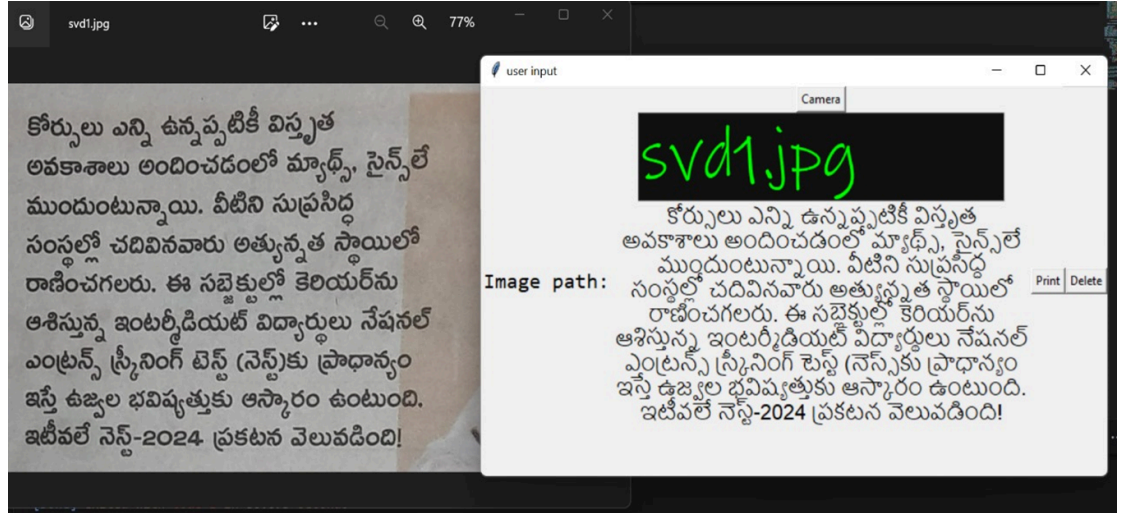 svd1.jpg
77%
కోర్సులు ఎన్ని ఉన్నప్పటికీ విస్తృత
అవకాశాలు అందించడంలో మ్యాథ్స్, సైన్స్‌లే
ముందుంటున్నాయి. వీటిని సుప్రసిద్ధ
సంస్థల్లో చదివినవారు అత్యున్నత స్థాయిలో
రాణించగలరు. ఈ సబ్జెక్టుల్లో కెరియర్‌ను
ఆశిస్తున్న ఇంటర్మీడియట్ విద్యార్థులు నేషనల్
ఎంట్రన్స్ స్క్రీనింగ్ టెస్ట్ (నెస్ట్)కు ప్రాధాన్యం
ఇస్తే ఉజ్వల భవిష్యత్తుకు ఆస్కారం ఉంటుంది.
ఇటీవలే నెస్ట్-2024 ప్రకటన వెలువడింది!
user input
Camera
svd1.jpg
Image path:
కోర్సులు ఎన్ని ఉన్నప్పటికీ విస్తృత
అవకాశాలు అందించడంలో మ్యాథ్స్, సైన్స్‌లే
ముందుంటున్నాయి. వీటిని సుప్రసిద్ధ
సంస్థల్లో చదివినవారు అత్యున్నత స్థాయిలో
రాణించగలరు. ఈ సబ్జెక్టుల్లో కెరియర్‌ను
ఆశిస్తున్న ఇంటర్మీడియట్ విద్యార్థులు నేషనల్
ఎంట్రన్స్ స్క్రీనింగ్ టెస్ట్ (నెస్ట్కు ప్రాధాన్యం
ఇస్తే ఉజ్వల భవిష్యత్తుకు ఆస్కారం ఉంటుంది.
ఇటీవలే నెస్ట్-2024 ప్రకటన వెలువడింది!
Print Delete